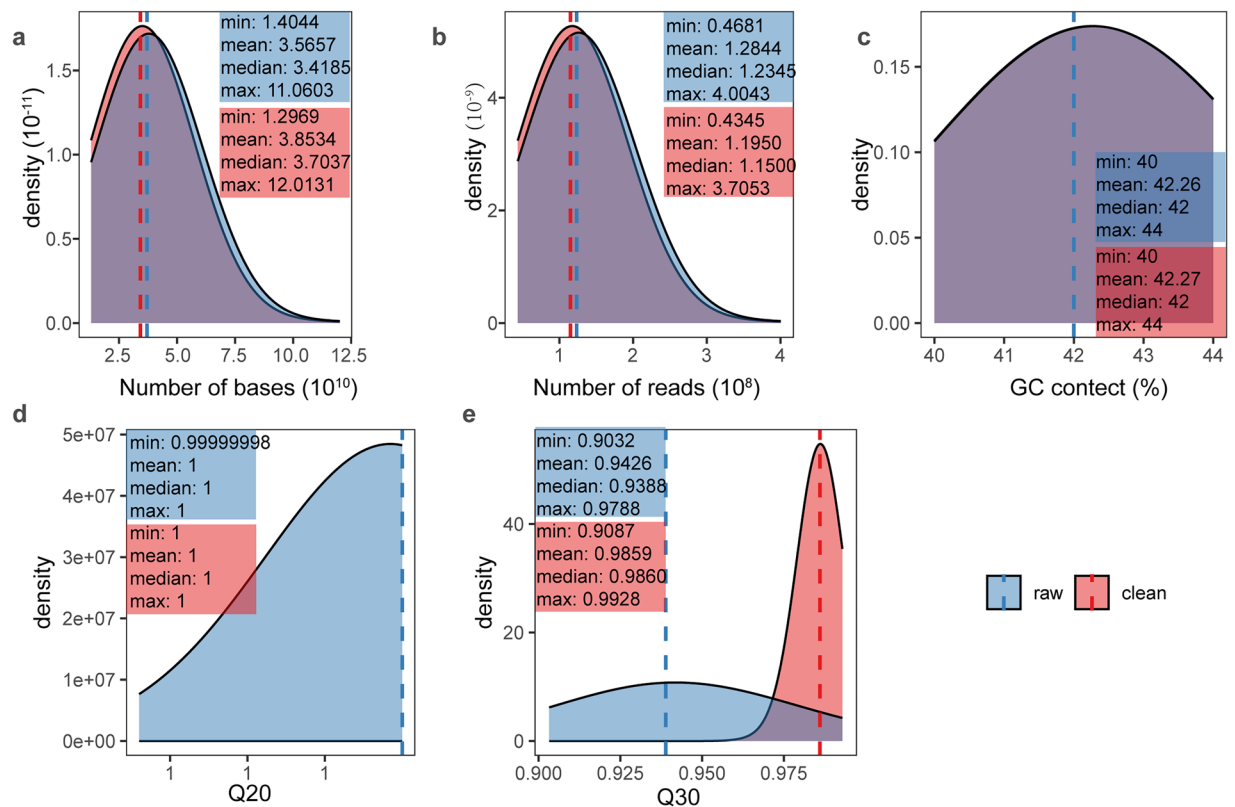 a
min: 1.4044
mean: 3.5657
median: 3.4185
max: 11.0603
min: 1.2969
mean: 3.8534
median: 3.7037
max: 12.0131
density (10⁻¹¹)
1.5
1.0
0.5
0.0
2.5 5.0 7.5 10.0 12.5
Number of bases (10¹⁰)
b
min: 0.4681
mean: 1.2844
median: 1.2345
max: 4.0043
min: 0.4345
mean: 1.1950
median: 1.1500
max: 3.7053
density (10⁻⁹)
4
2
0
1 2 3 4
Number of reads (10⁸)
c
density
0.15
0.10
0.05
0.00
min: 40
mean: 42.26
median: 42
max: 44
min: 40
mean: 42.27
median: 42
max: 44
40 41 42 43 44
GC contect (%)
d
density
5e+07
4e+07
3e+07
2e+07
1e+07
0e+00
min: 0.99999998
mean: 1
median: 1
max: 1
min: 1
mean: 1
median: 1
max: 1
1 1 1
Q20
e
density
40
20
0
min: 0.9032
mean: 0.9426
median: 0.9388
max: 0.9788
min: 0.9087
mean: 0.9859
median: 0.9860
max: 0.9928
0.900 0.925 0.950 0.975
Q30
raw clean